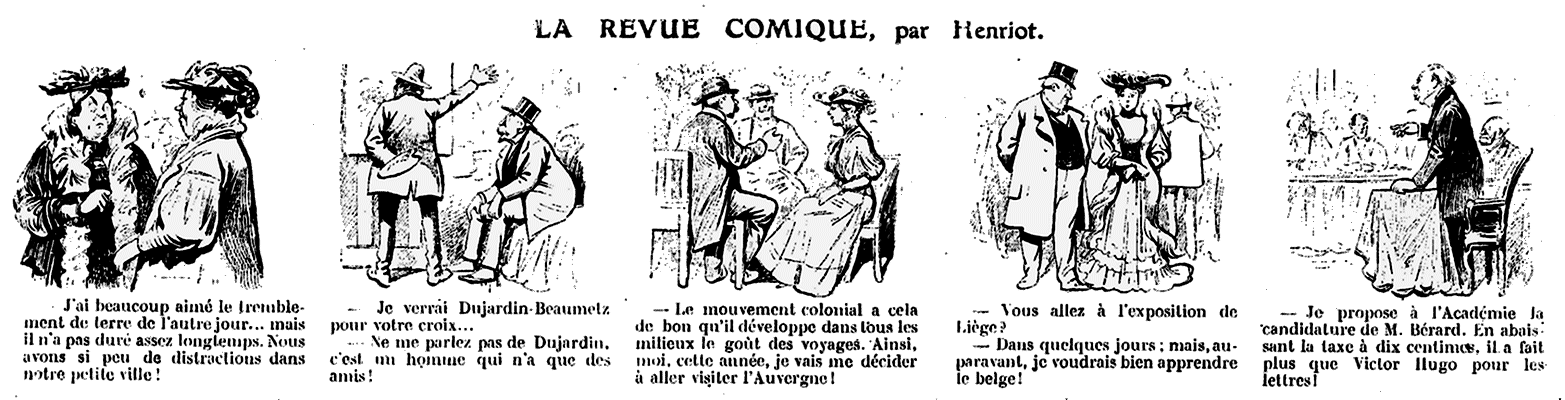 LA REVUE COMIQUE, par Henriot.
J'ai beaucoup aimé le tremble-
ment de terre de l'autre jour... mais
il n'a pas duré assez longtemps. Nous
avons si peu de distractions dans
notre petite ville !
— Je verrai Dujardin-Beaumetz
pour votre croix...
— Ne me parlez pas de Dujardin,
c'est un homme qui n'a que des
amis !
— Le mouvement colonial a cela
de bon qu'il développe dans tous les
milieux le goût des voyages. Ainsi,
moi, cette année, je vais me décider
à aller visiter l'Auvergne !
— Vous allez à l'exposition de
Liège ?
— Dans quelques jours ; mais, au-
paravant, je voudrais bien apprendre
le belge !
— Je propose à l'Académie la
candidature de M. Bérard. En abais-
sant la taxe à dix centimes, il a fait
plus que Victor Hugo pour les
lettres !